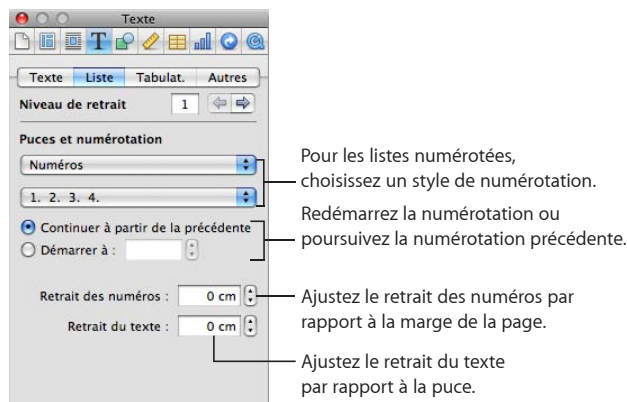 Texte
T
Texte Liste Tabulat. Autres
Niveau de retrait 1
Puces et numérotation
Numéros
1. 2. 3. 4.
Continuer à partir de la précédente
Démarrer à :
Retrait des numéros : 0 cm
Retrait du texte : 0 cm
Pour les listes numérotées,
choisissez un style de numérotation.
Redémarrez la numérotation ou
poursuivez la numérotation précédente.
Ajustez le retrait des numéros par
rapport à la marge de la page.
Ajustez le retrait du texte
par rapport à la puce.